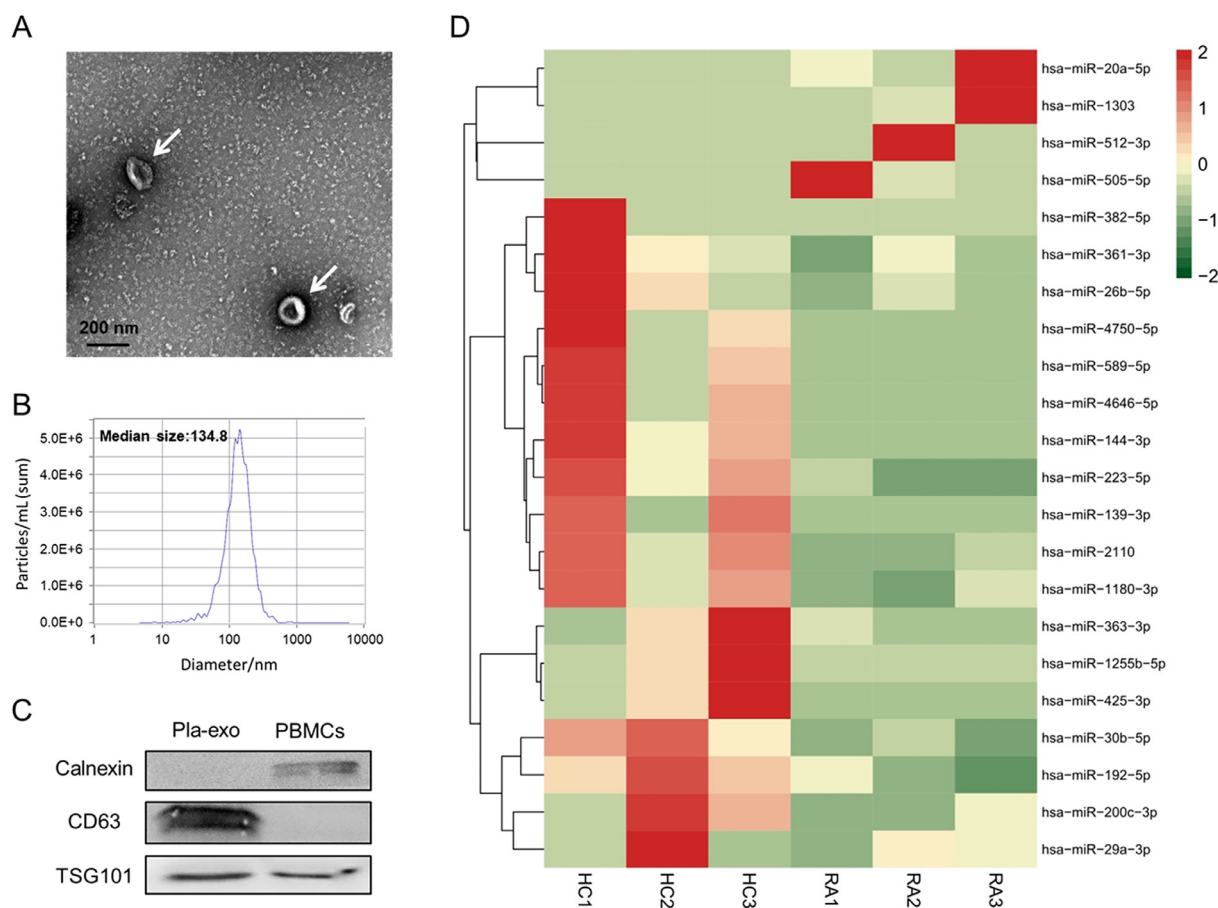 A
200 nm
B
Median size:134.8
Particles/mL(sum)
5.0E+6
4.0E+6
3.0E+6
2.0E+6
1.0E+6
0.0E+0
1 10 100 1000 10000
Diameter/nm
C
Pla-exo PBMCs
Calnexin
CD63
TSG101
D
hsa-miR-20a-5p
hsa-miR-1303
hsa-miR-512-3p
hsa-miR-505-5p
hsa-miR-382-5p
hsa-miR-361-3p
hsa-miR-26b-5p
hsa-miR-4750-5p
hsa-miR-589-5p
hsa-miR-4646-5p
hsa-miR-144-3p
hsa-miR-223-5p
hsa-miR-139-3p
hsa-miR-2110
hsa-miR-1180-3p
hsa-miR-363-3p
hsa-miR-1255b-5p
hsa-miR-425-3p
hsa-miR-30b-5p
hsa-miR-192-5p
hsa-miR-200c-3p
hsa-miR-29a-3p
HC1 HC2 HC3 RA1 RA2 RA3
2
1
0
−1
−2